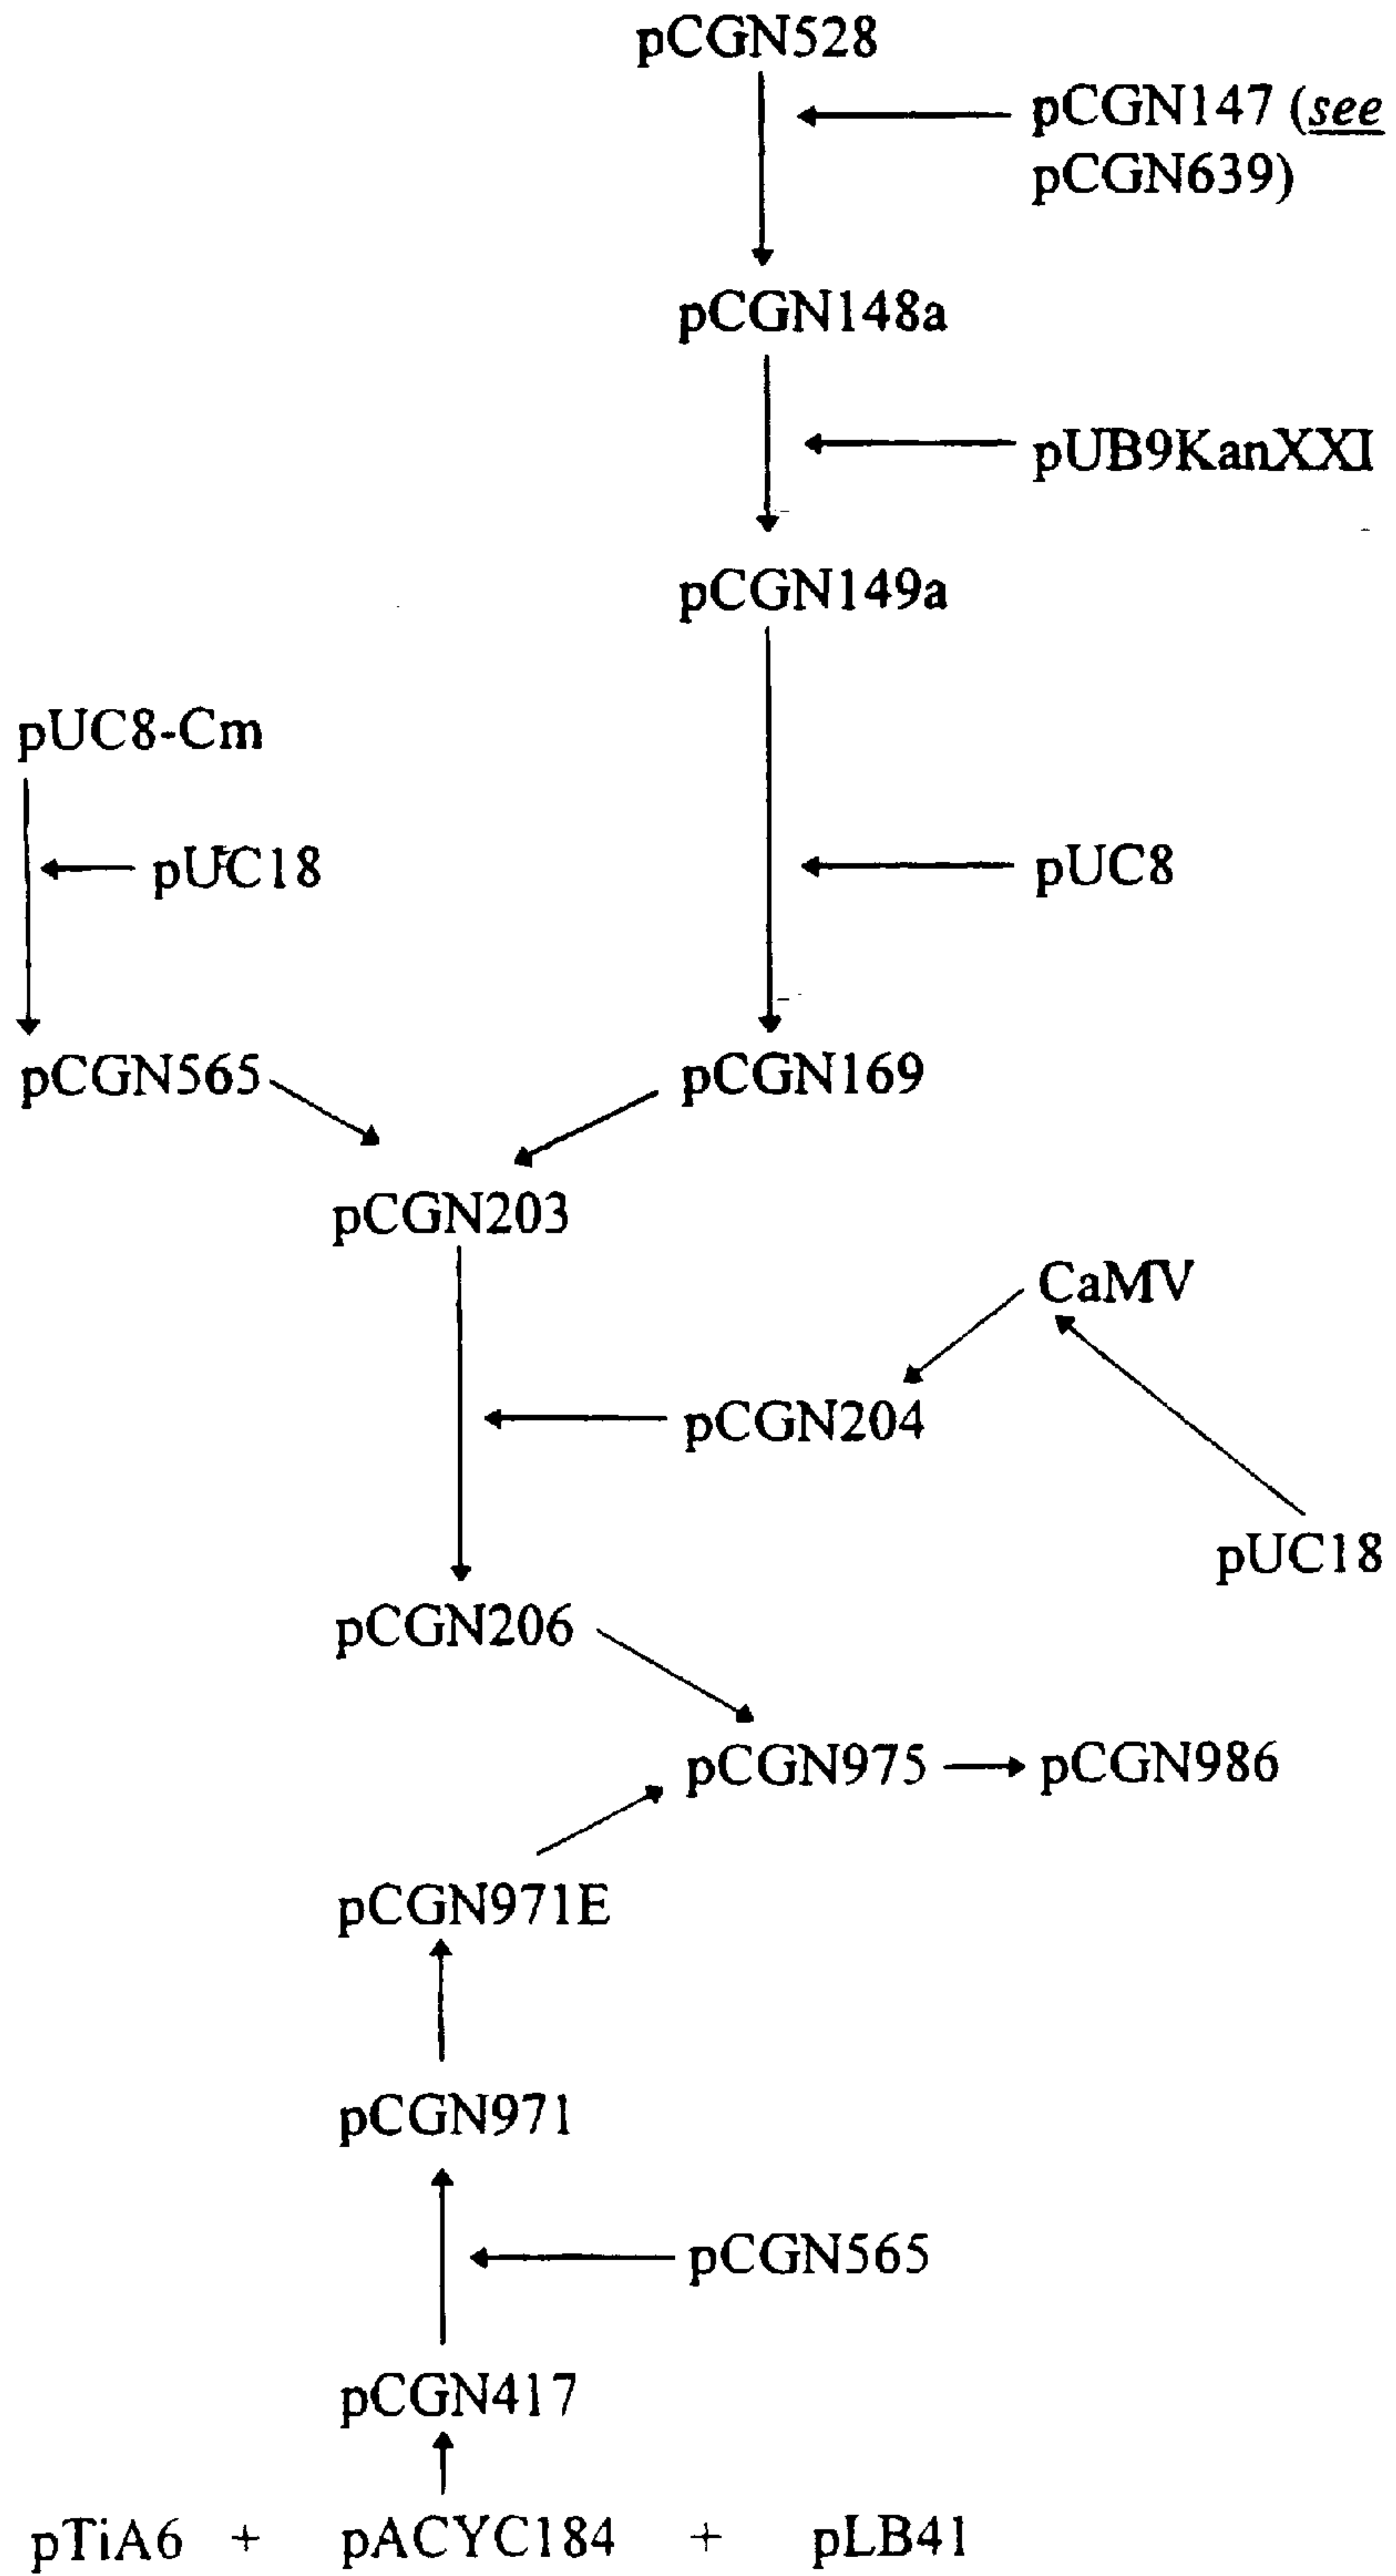 pCGN528
pCGN147 (see
pCGN639)
pCGN148a
pUB9KanXXI
pCGN149a
pUC8-Cm
pUC18
pUC8
pCGN565
pCGN169
pCGN203
CaMV
pCGN204
pUC18
pCGN206
pCGN975
pCGN986
pCGN971E
pCGN971
pCGN565
pCGN417
pTiA6 + pACYC184 + pLB41